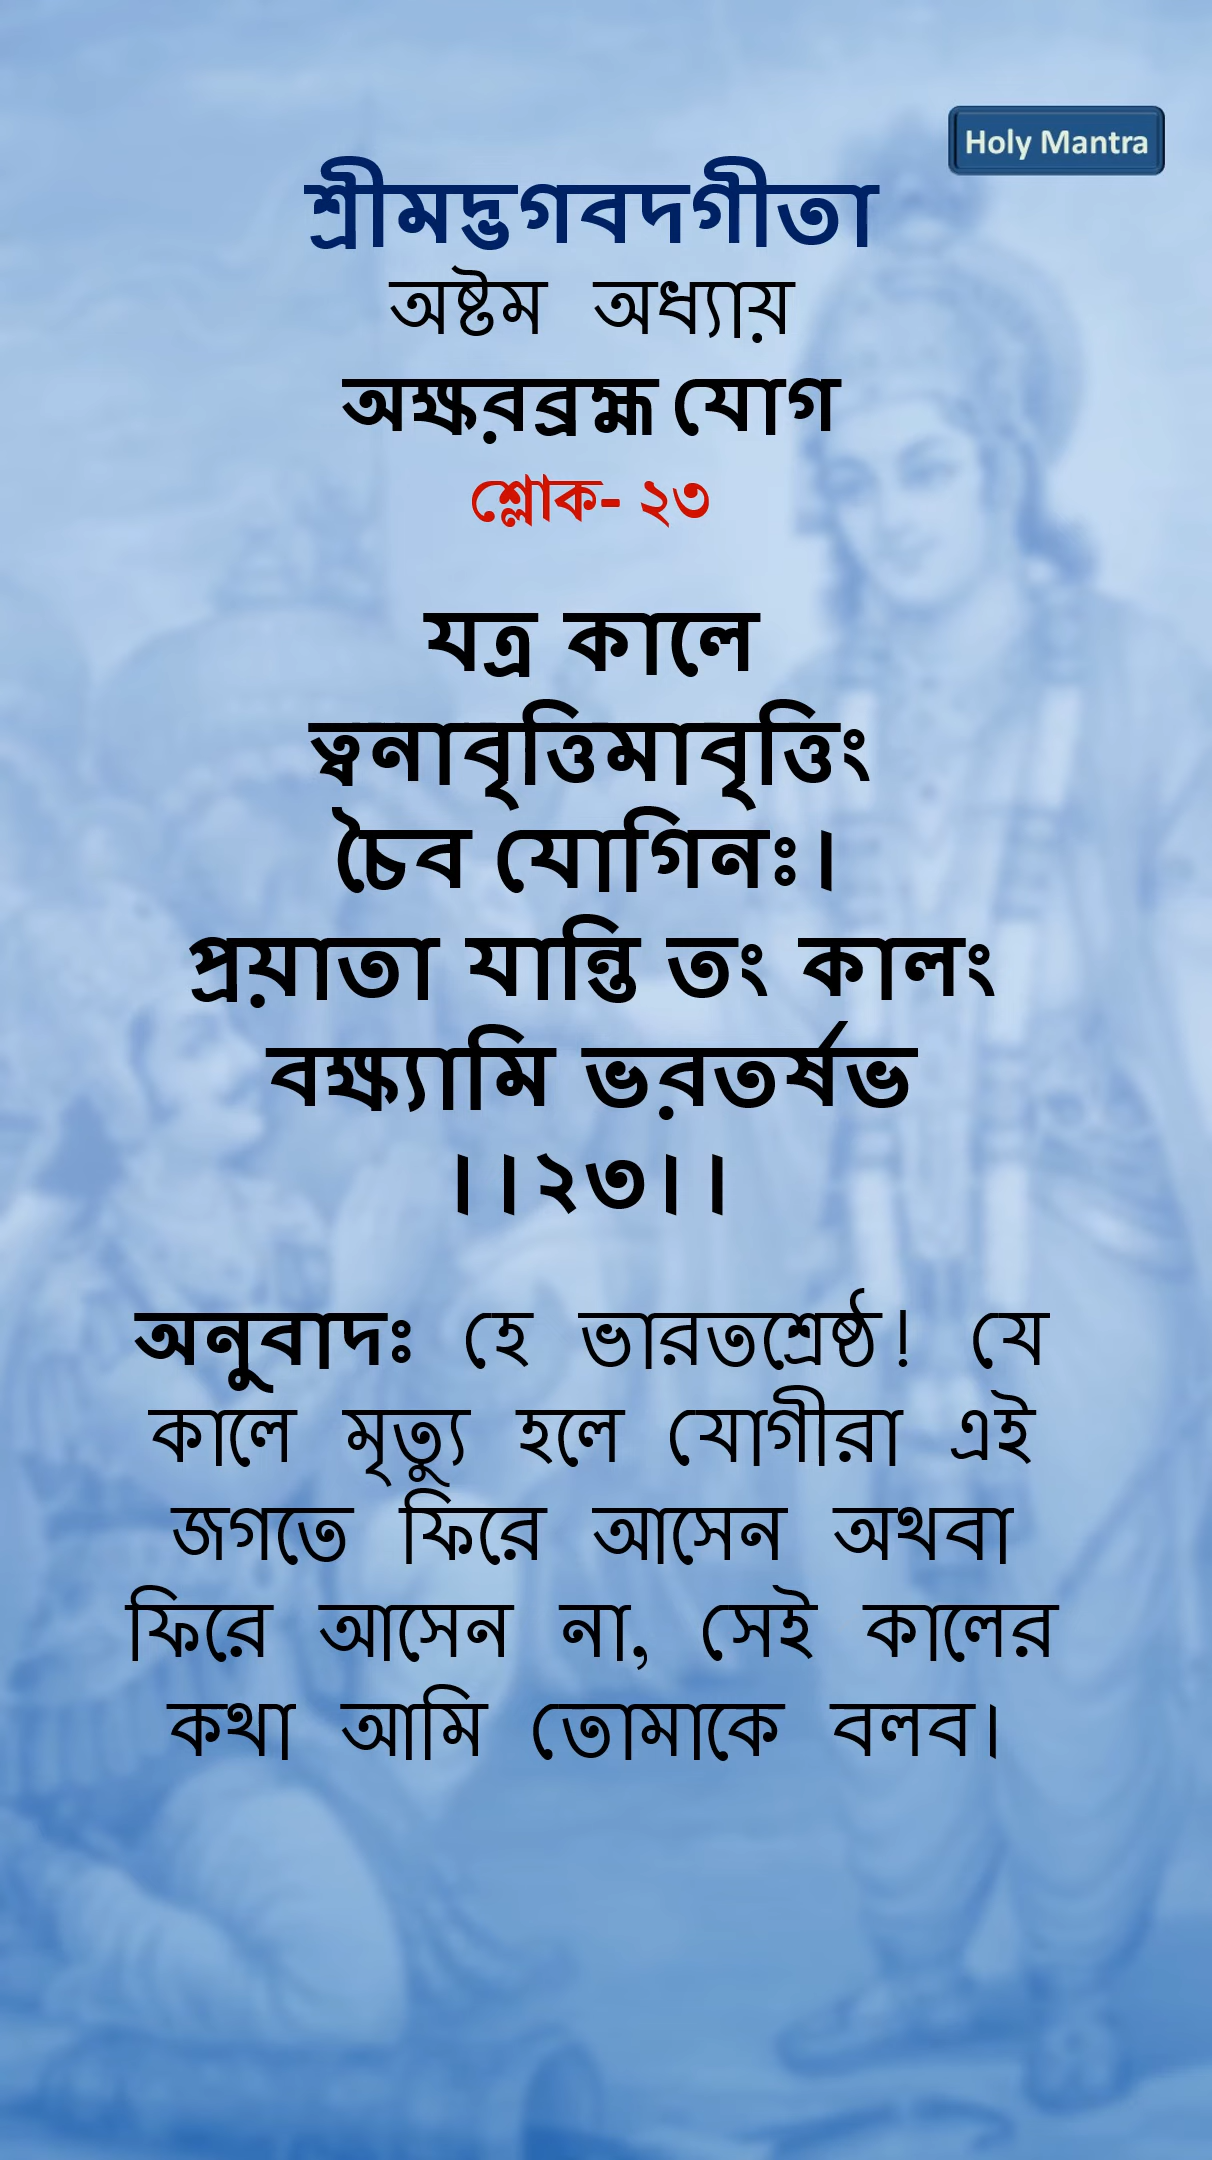 Holy Mantra
শ্রীমদ্ভগবদগীতা
অষ্টম অধ্যায়
অক্ষরব্রহ্মযোগ
শ্লোক- ২৩
যত্র কালে
ত্বনাবৃত্তিমাবৃত্তিং
চৈব যোগিনঃ।
প্রয়াতা যান্তি তং কালং
বক্ষ্যামি ভরতর্ষভ
।।২৩।।
অনুবাদঃ হে ভারতশ্রেষ্ঠ! যে
কালে মৃত্যু হলে যোগীরা এই
জগতে ফিরে আসেন অথবা
ফিরে আসেন না, সেই কালের
কথা আমি তোমাকে বলব।